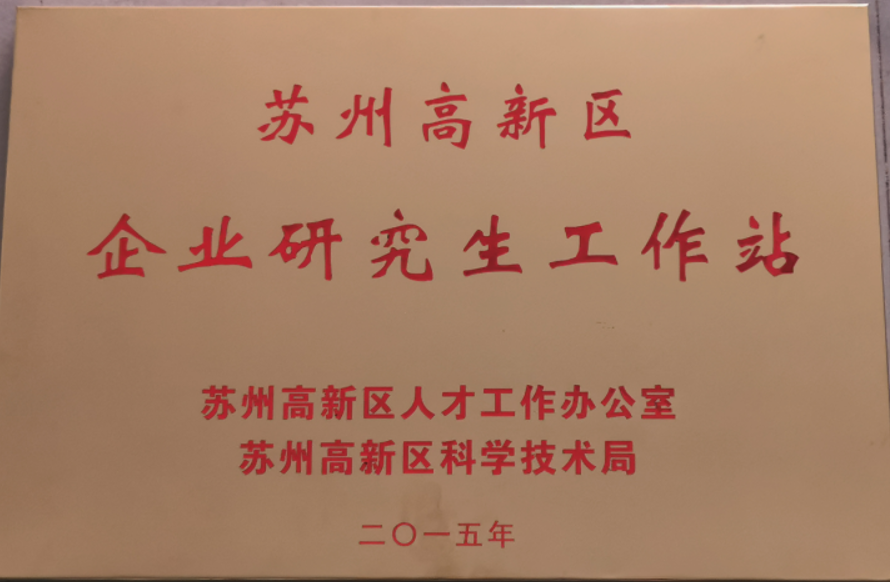 苏州高新区
企业研究生工作站
苏州高新区人才工作办公室
苏州高新区科学技术局
二〇一五年